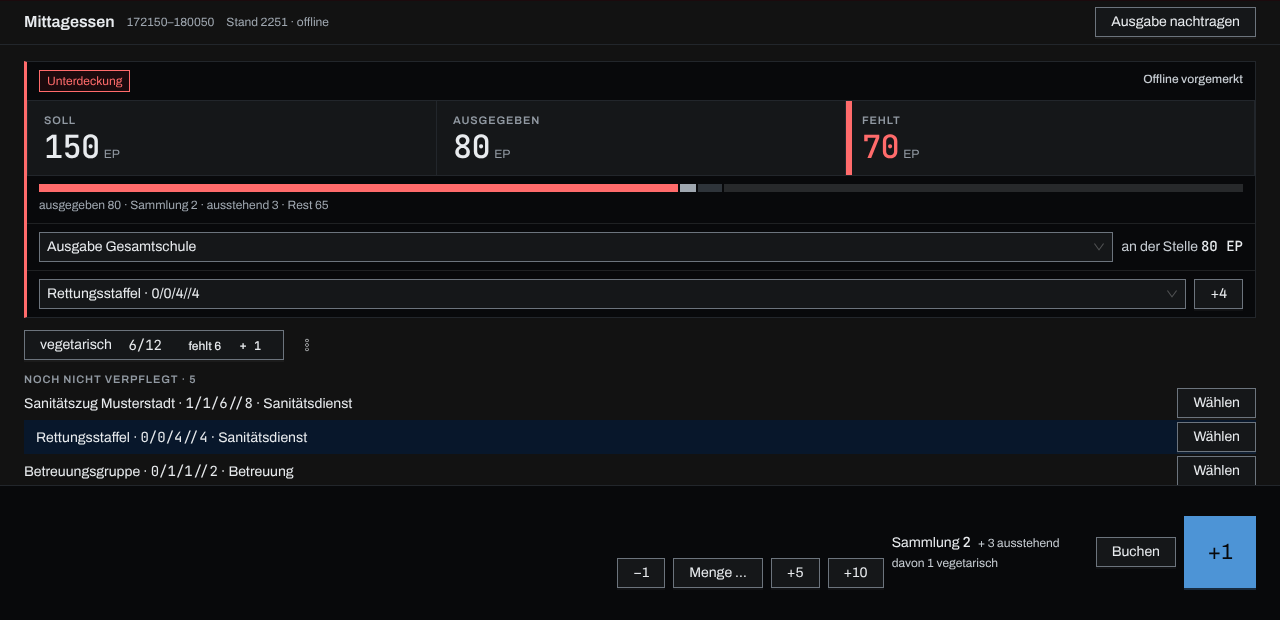 Mittagessen 172150–180050 Stand 2251 · offline Ausgabe nachtragen
Unterdeckung Offline vorgemerkt
SOLL AUSGEGEBEN FEHLT
150 EP 80 EP 70 EP
ausgegeben 80 · Sammlung 2 · ausstehend 3 · Rest 65
Ausgabe Gesamtschule an der Stelle 80 EP
Rettungsstaffel · 0/0/4//4 +4
vegetarisch 6/12 fehlt 6 + 1
NOCH NICHT VERPFLEGT · 5
Sanitätszug Musterstadt · 1/1/6//8 · Sanitätsdienst Wählen
Rettungsstaffel · 0/0/4//4 · Sanitätsdienst Wählen
Betreuungsgruppe · 0/1/1//2 · Betreuung Wählen
−1 Menge ... +5 +10
Sammlung 2 + 3 ausstehend
davon 1 vegetarisch
Buchen +1